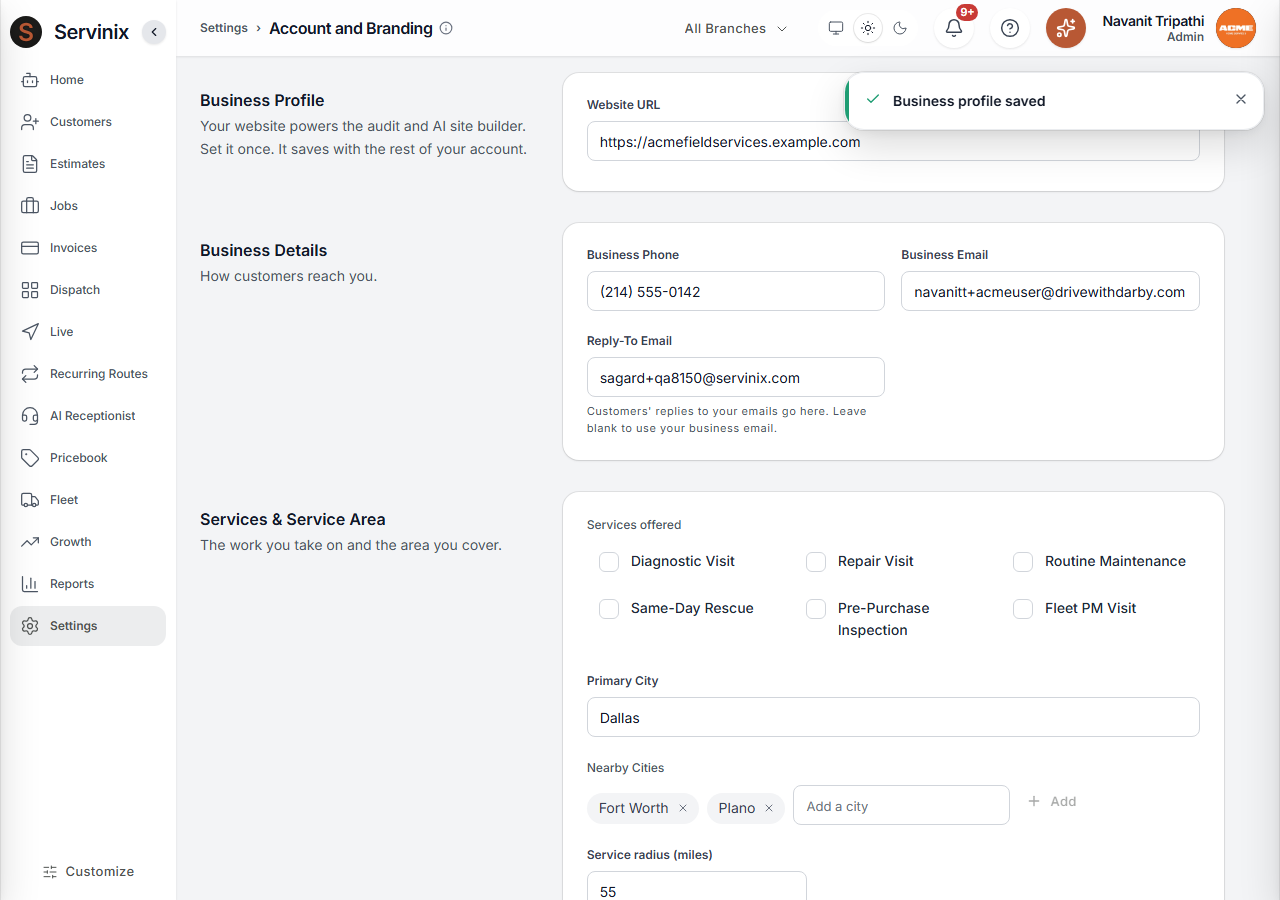 S Servinix
Home
Customers
Estimates
Jobs
Invoices
Dispatch
Live
Recurring Routes
AI Receptionist
Pricebook
Fleet
Growth
Reports
Settings
Customize
Settings › Account and Branding
All Branches
9+
Navanit Tripathi
Admin
ACME
Business profile saved
Business Profile
Your website powers the audit and AI site builder.
Set it once. It saves with the rest of your account.
Website URL
https://acmefieldservices.example.com
Business Details
How customers reach you.
Business Phone
(214) 555-0142
Business Email
navanitt+acmeuser@drivewithdarby.com
Reply-To Email
sagard+qa8150@servinix.com
Customers' replies to your emails go here. Leave
blank to use your business email.
Services & Service Area
The work you take on and the area you cover.
Services offered
Diagnostic Visit
Repair Visit
Routine Maintenance
Same-Day Rescue
Pre-Purchase
Inspection
Fleet PM Visit
Primary City
Dallas
Nearby Cities
Fort Worth
Plano
Add a city
Add
Service radius (miles)
55